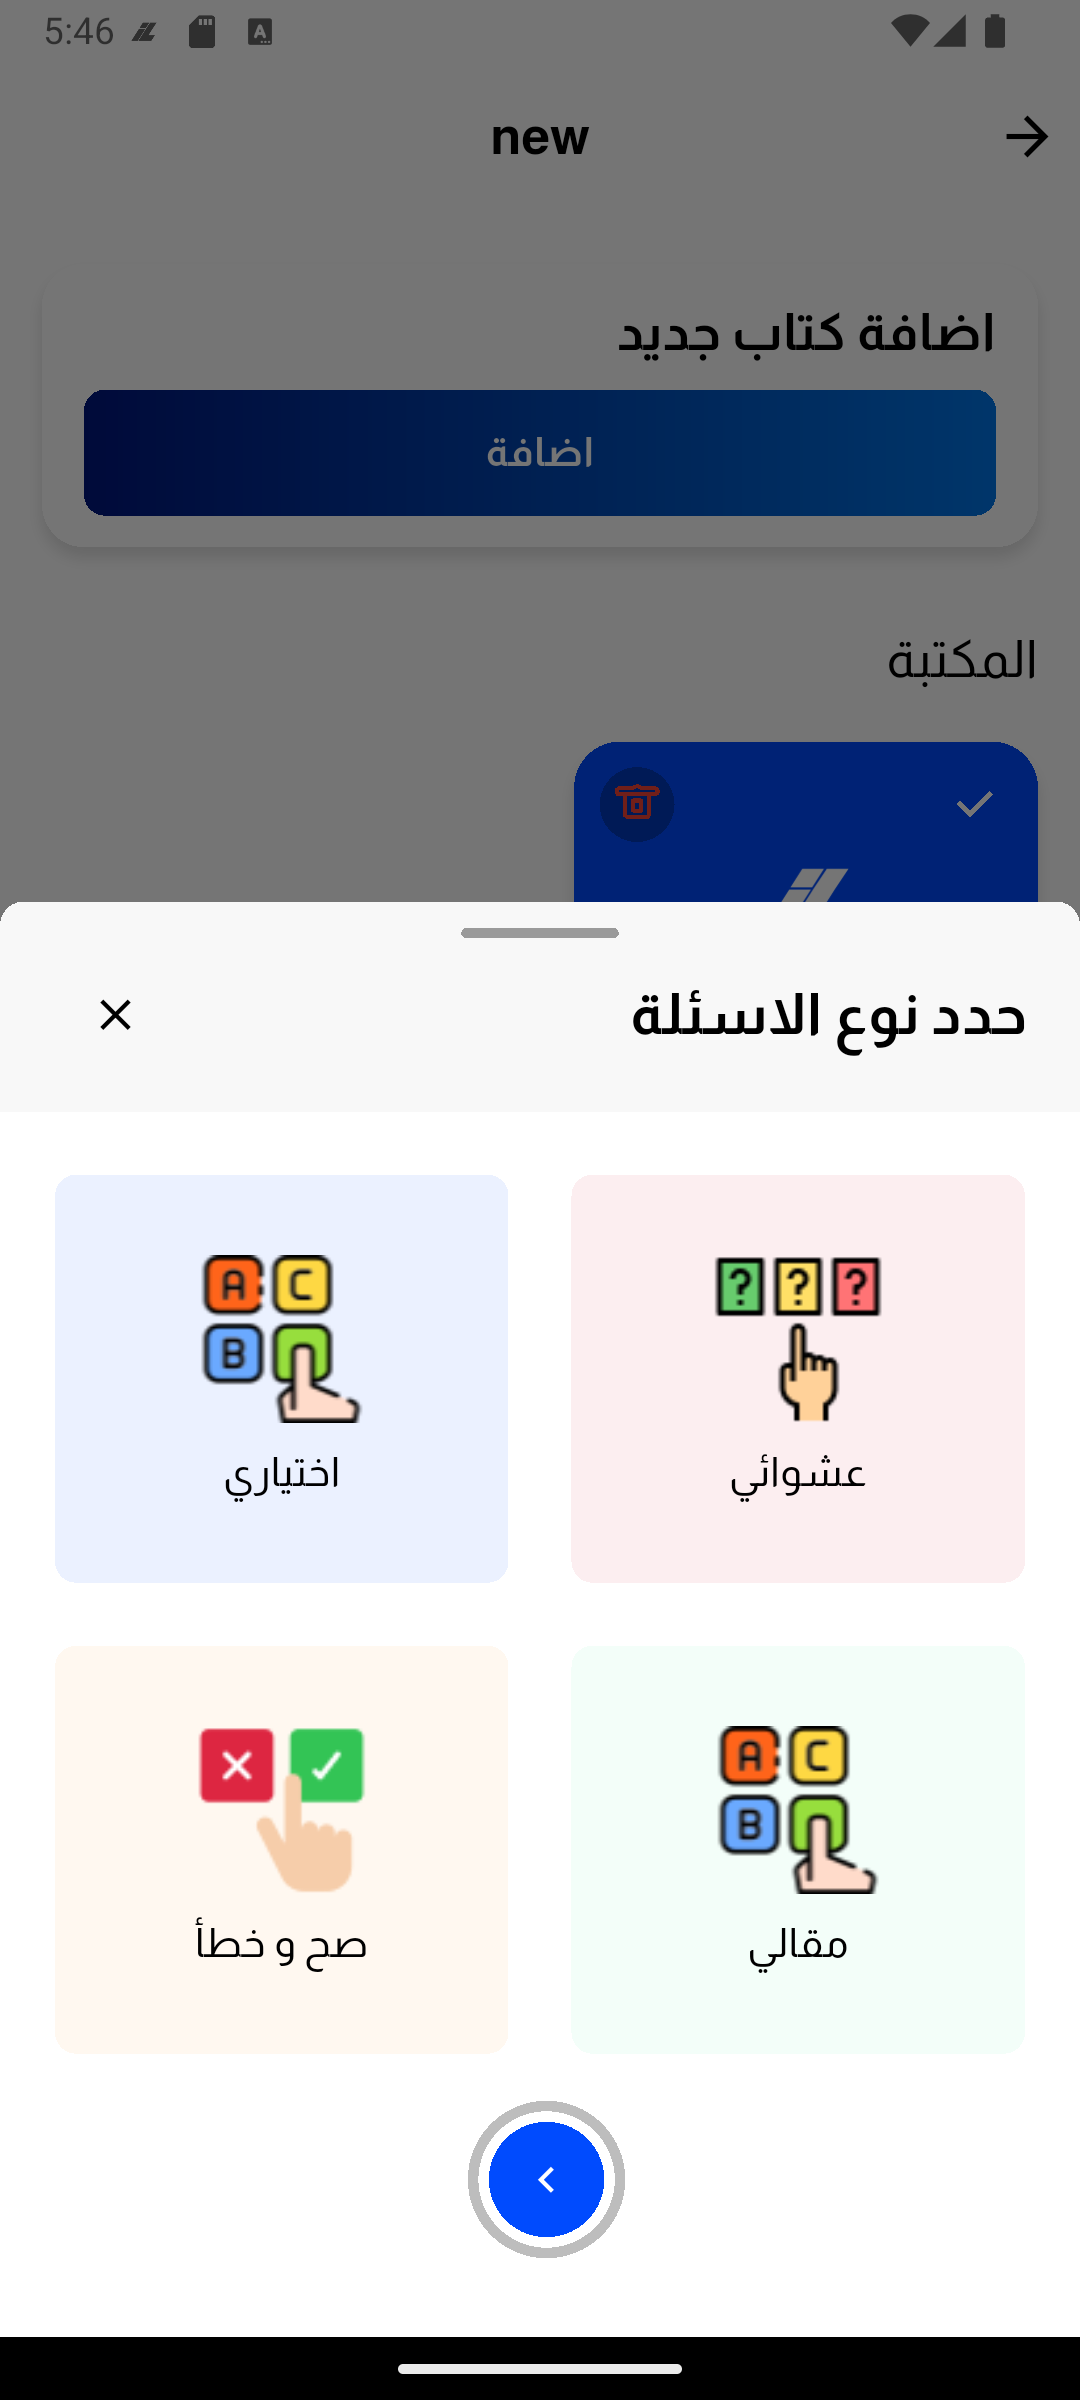 5:46
new
اضافة كتاب جديد
اضافة
المكتبة
حدد نوع الاسئلة
? ? ?
عشوائي
A C
B
اختياري
A C
B
مقالي
صح و خطأ